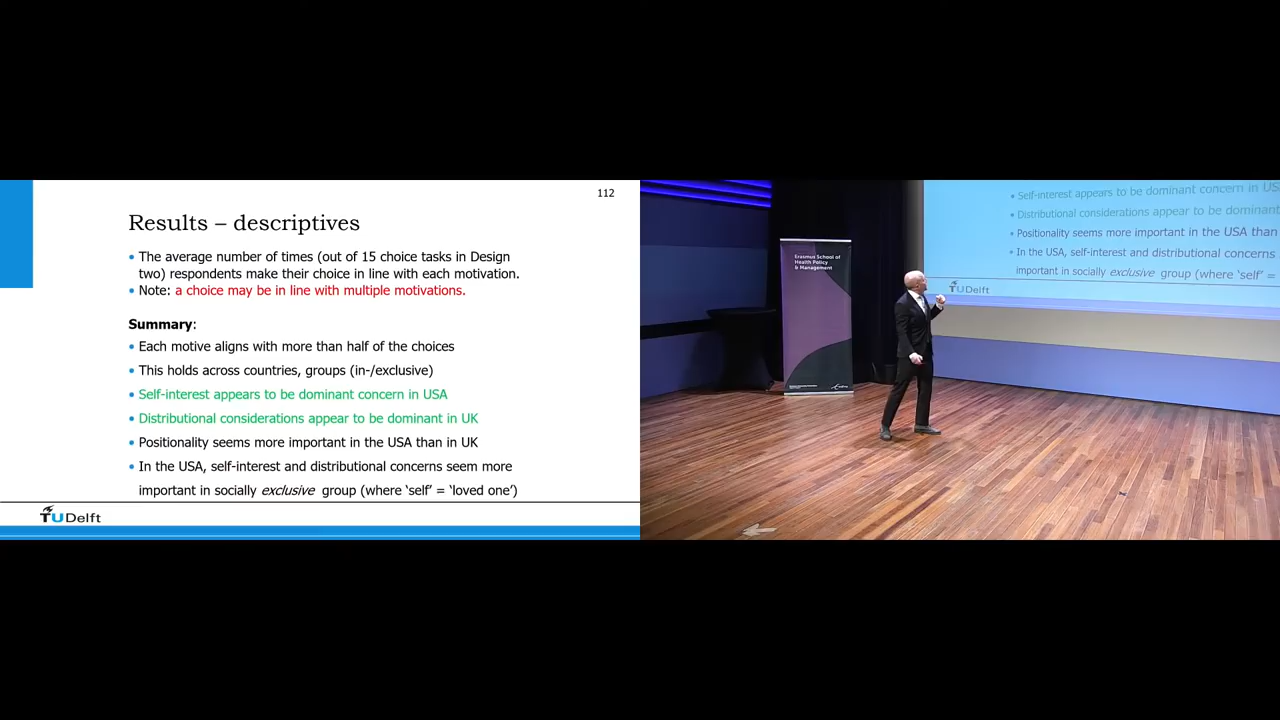 112
Results – descriptives
• The average number of times (out of 15 choice tasks in Design
two) respondents make their choice in line with each motivation.
• Note: a choice may be in line with multiple motivations.
Summary:
• Each motive aligns with more than half of the choices
• This holds across countries, groups (in-/exclusive)
• Self-interest appears to be dominant concern in USA
• Distributional considerations appear to be dominant in UK
• Positionality seems more important in the USA than in UK
• In the USA, self-interest and distributional concerns seem more
important in socially exclusive group (where ‘self’ = ‘loved one’)
TU Delft
Erasmus School of
Health Policy
& Management
• Self-interest appears to be dominant concern in USA
• Distributional considerations appear to be dominant
• Positionality seems more important in the USA than
• In the USA, self-interest and distributional concerns
important in socially exclusive group (where ‘self’ =
TU Delft